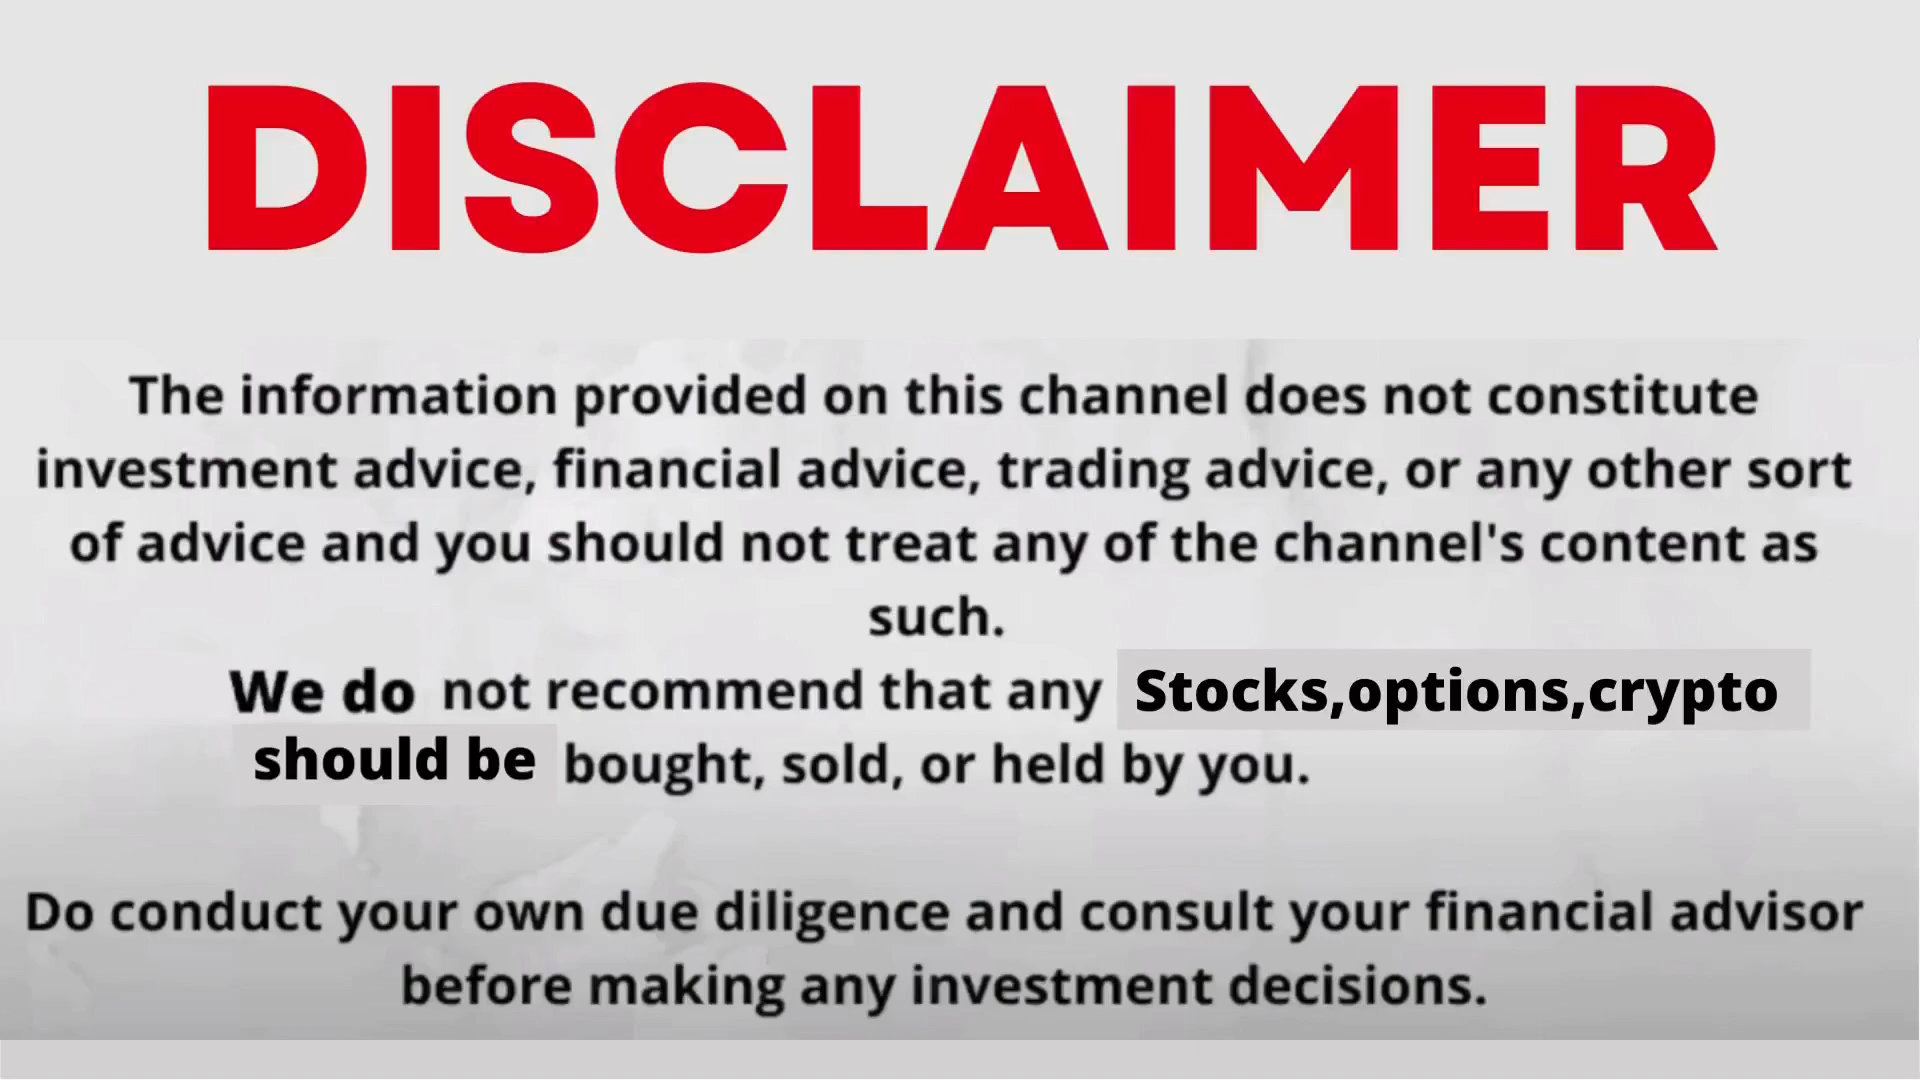 DISCLAIMER
The information provided on this channel does not constitute
investment advice, financial advice, trading advice, or any other sort
of advice and you should not treat any of the channel's content as
such.
We do not recommend that any Stocks,options,crypto
should be bought, sold, or held by you.
Do conduct your own due diligence and consult your financial advisor
before making any investment decisions.